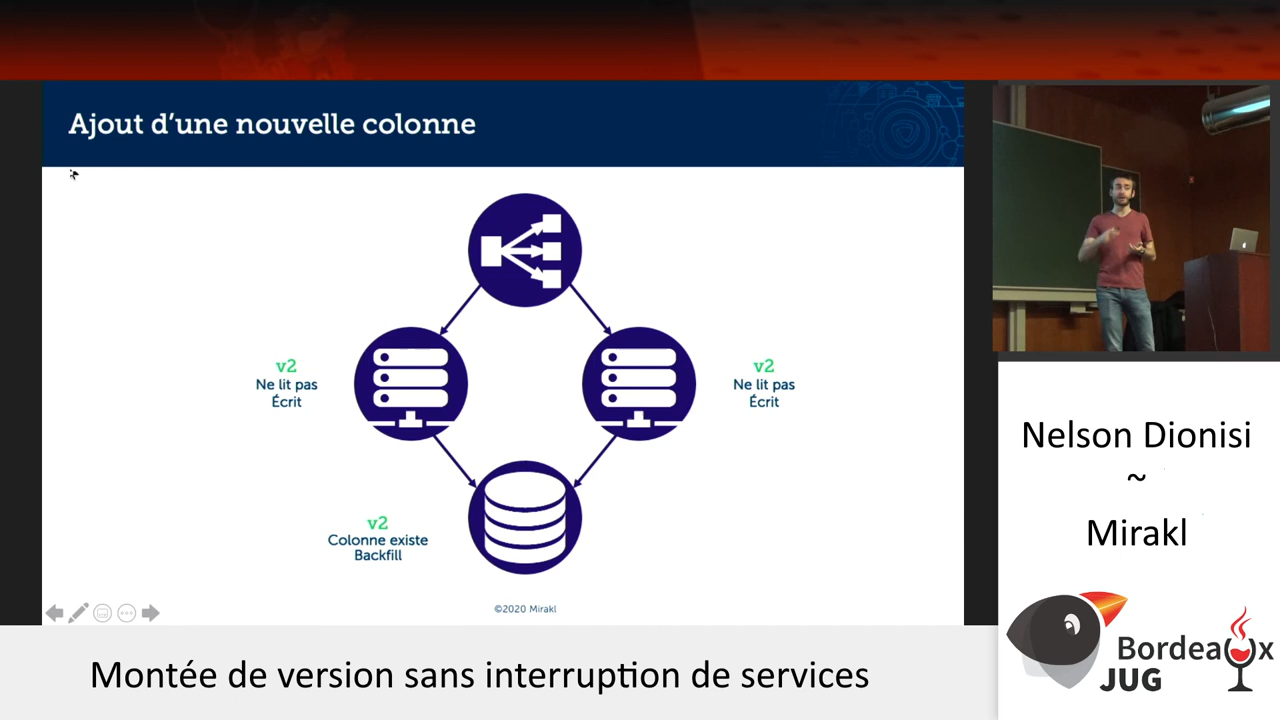 Ajout d'une nouvelle colonne
v2
Ne lit pas
Écrit
v2
Ne lit pas
Écrit
v2
Colonne existe
Backfill
©2020 Mirakl
Nelson Dionisi
~
Mirakl
Bordeaux
JUG
Montée de version sans interruption de services